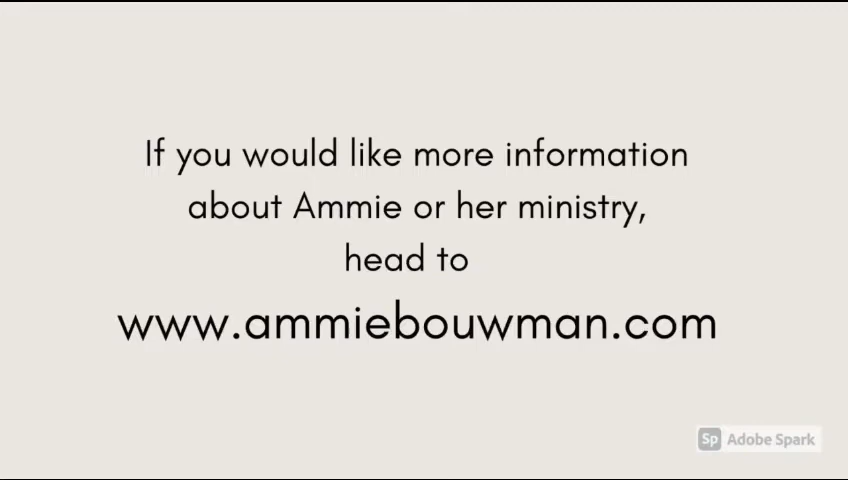 If you would like more information
about Ammie or her ministry,
head to
www.ammiebouwman.com
Sp Adobe Spark